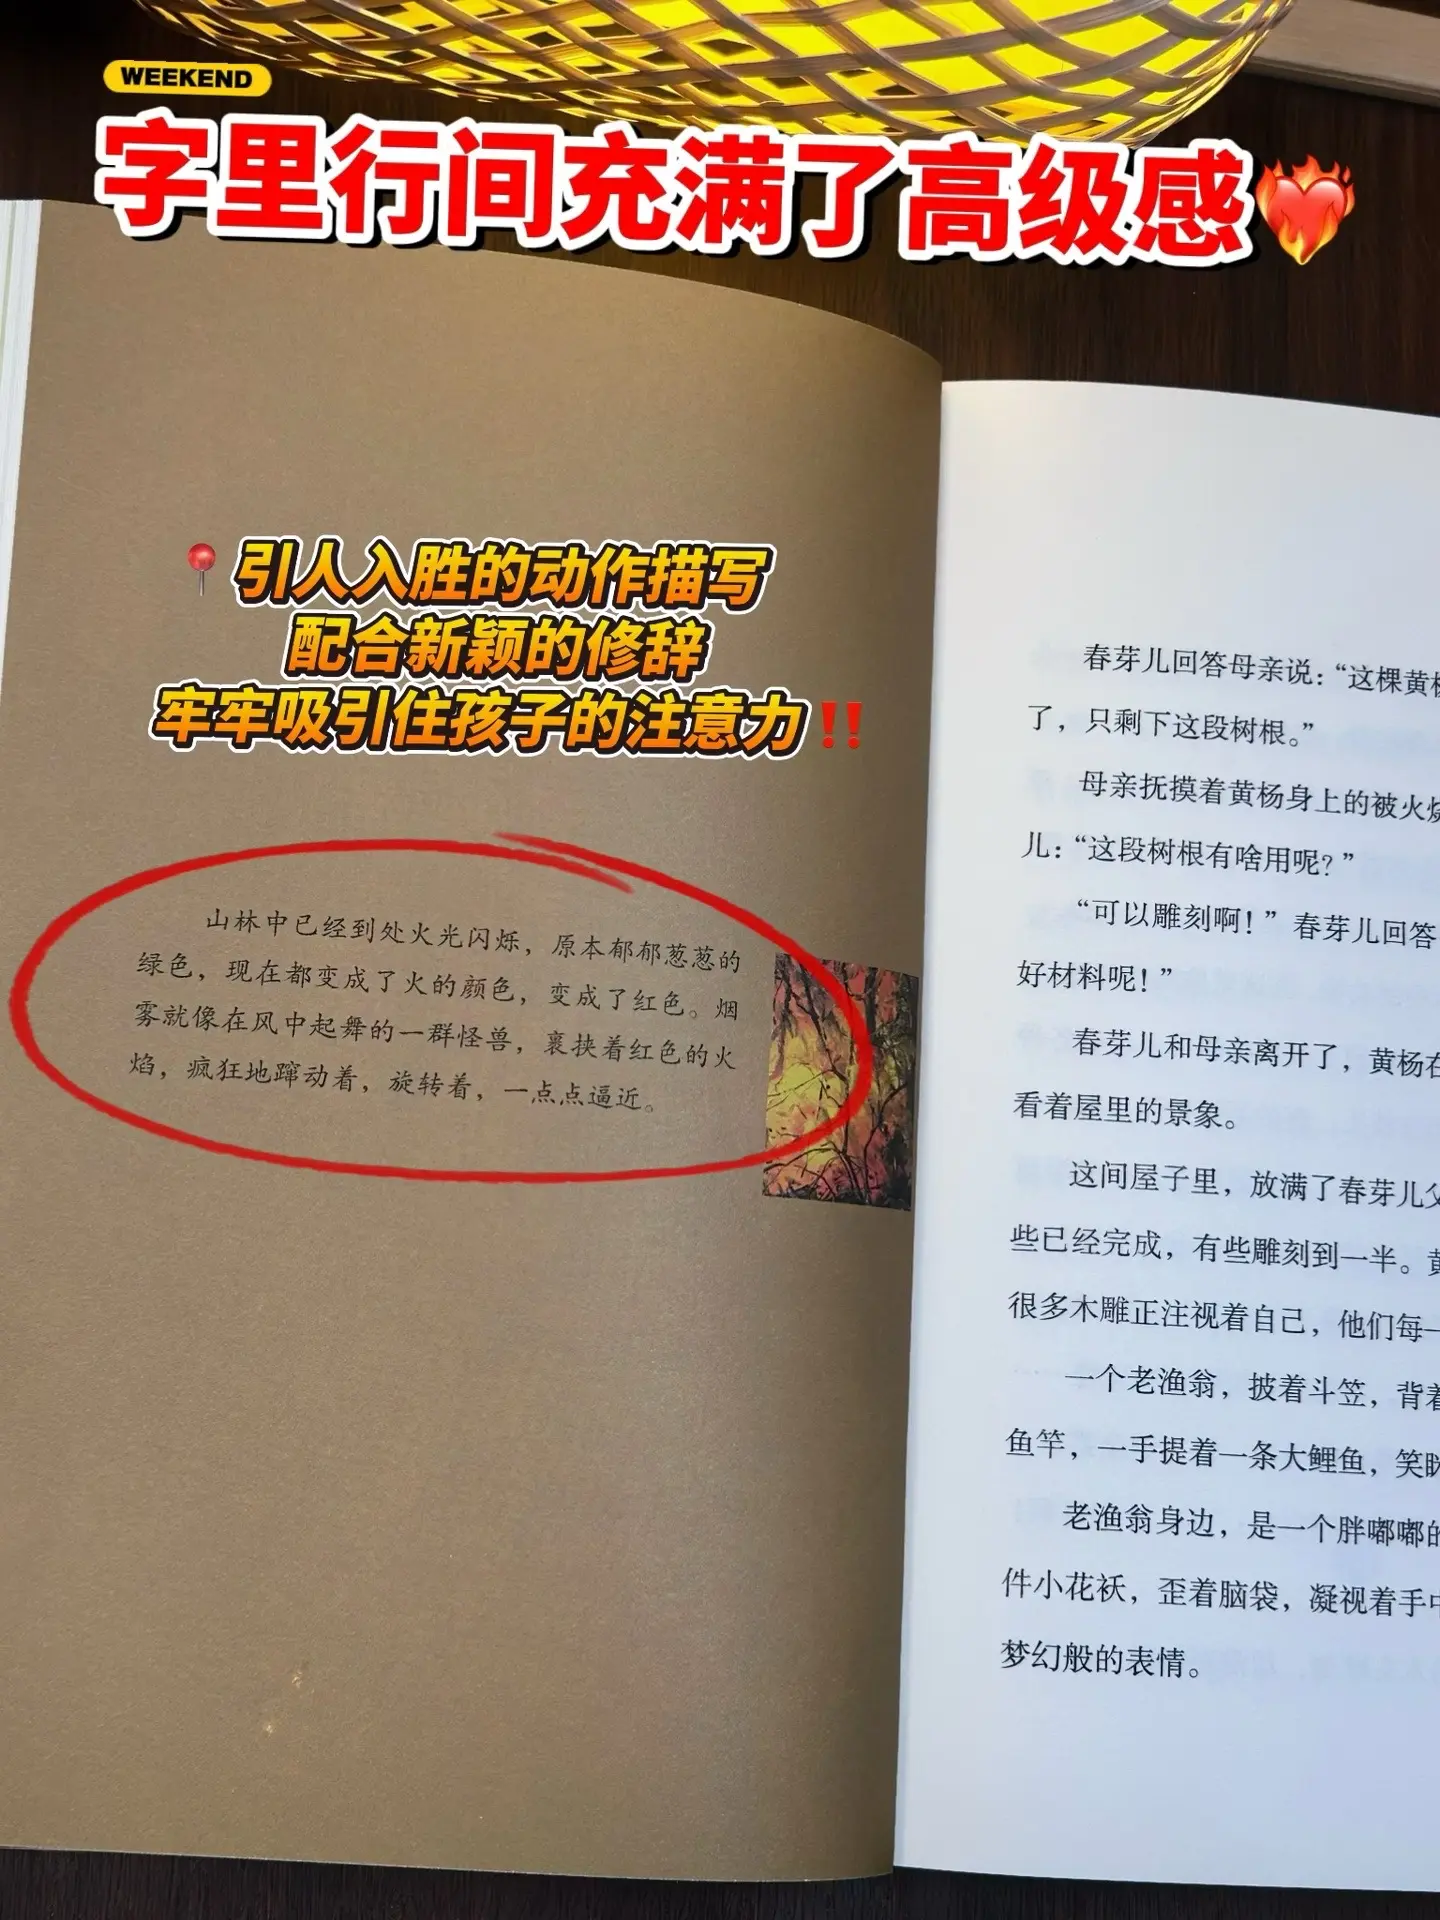 WEEKEND
字里行间充满了高级感
引人入胜的动作描写
配合新颖的修辞
牢牢吸引住孩子的注意力‼️
山林中已经到处火光闪烁，原本郁郁葱葱的
绿色，现在都变成了火的颜色，变成了红色。烟
雾就像在风中起舞的一群怪兽，裹挟着红色的火
焰，疯狂地蹿动着，旋转着，一点点逼近。
春芽儿回答母亲说：“这棵黄杨
了，只剩下这段树根。”
母亲抚摸着黄杨身上的被火烧
儿：“这段树根有啥用呢？”
“可以雕刻啊！”春芽儿回答
好材料呢！”
春芽儿和母亲离开了，黄杨在
看着屋里的景象。
这间屋子里，放满了春芽儿父
些已经完成，有些雕刻到一半。黄
很多木雕正注视着自己，他们每一
一个老渔翁，披着斗笠，背着
鱼竿，一手提着一条大鲤鱼，笑眯
老渔翁身边，是一个胖嘟嘟的
件小花袄，歪着脑袋，凝视着手中
梦幻般的表情。